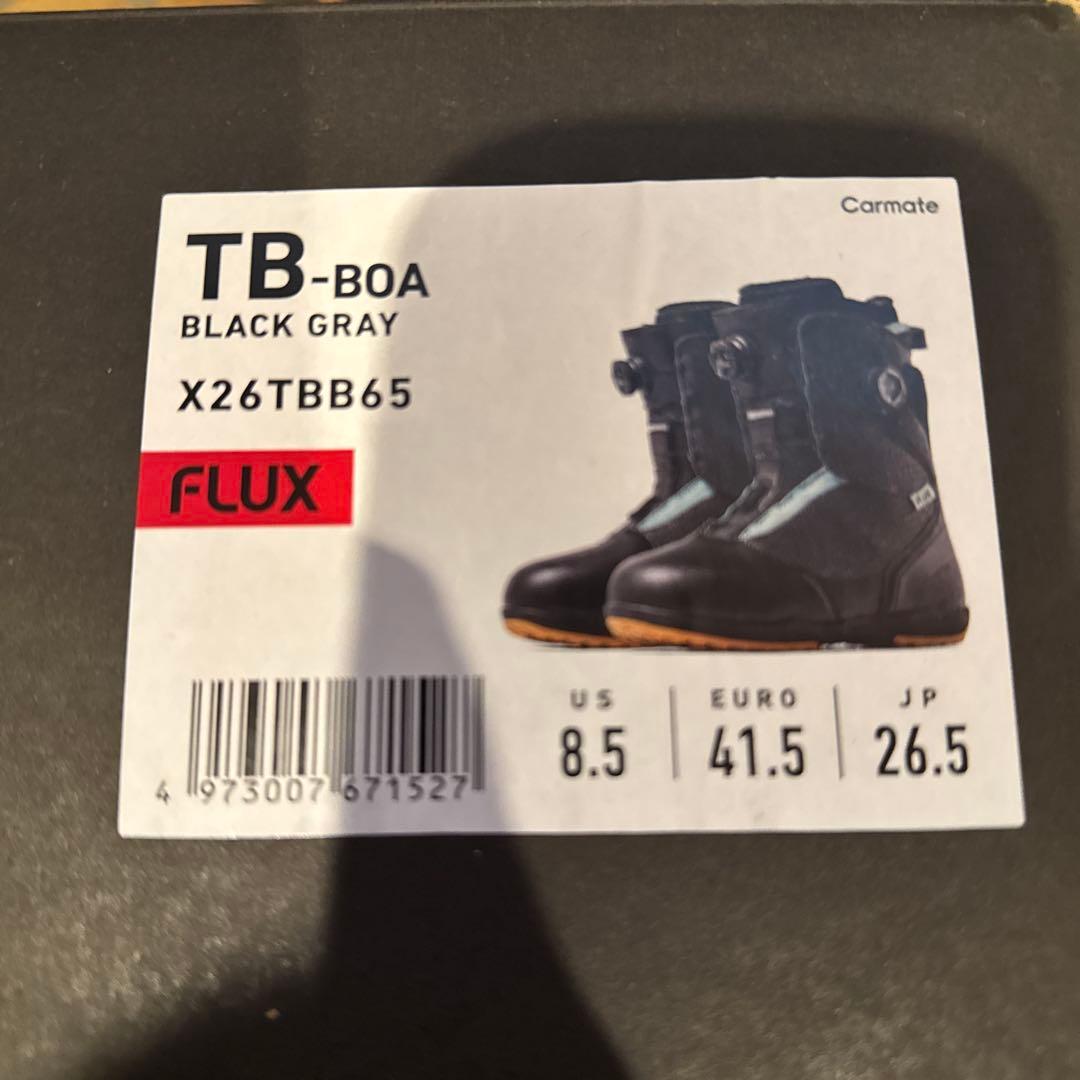 Carmate
TB-BOA
BLACK GRAY
X26TBB65
FLUX
US EURO JP
8.5 41.5 26.5
4 973007 671527